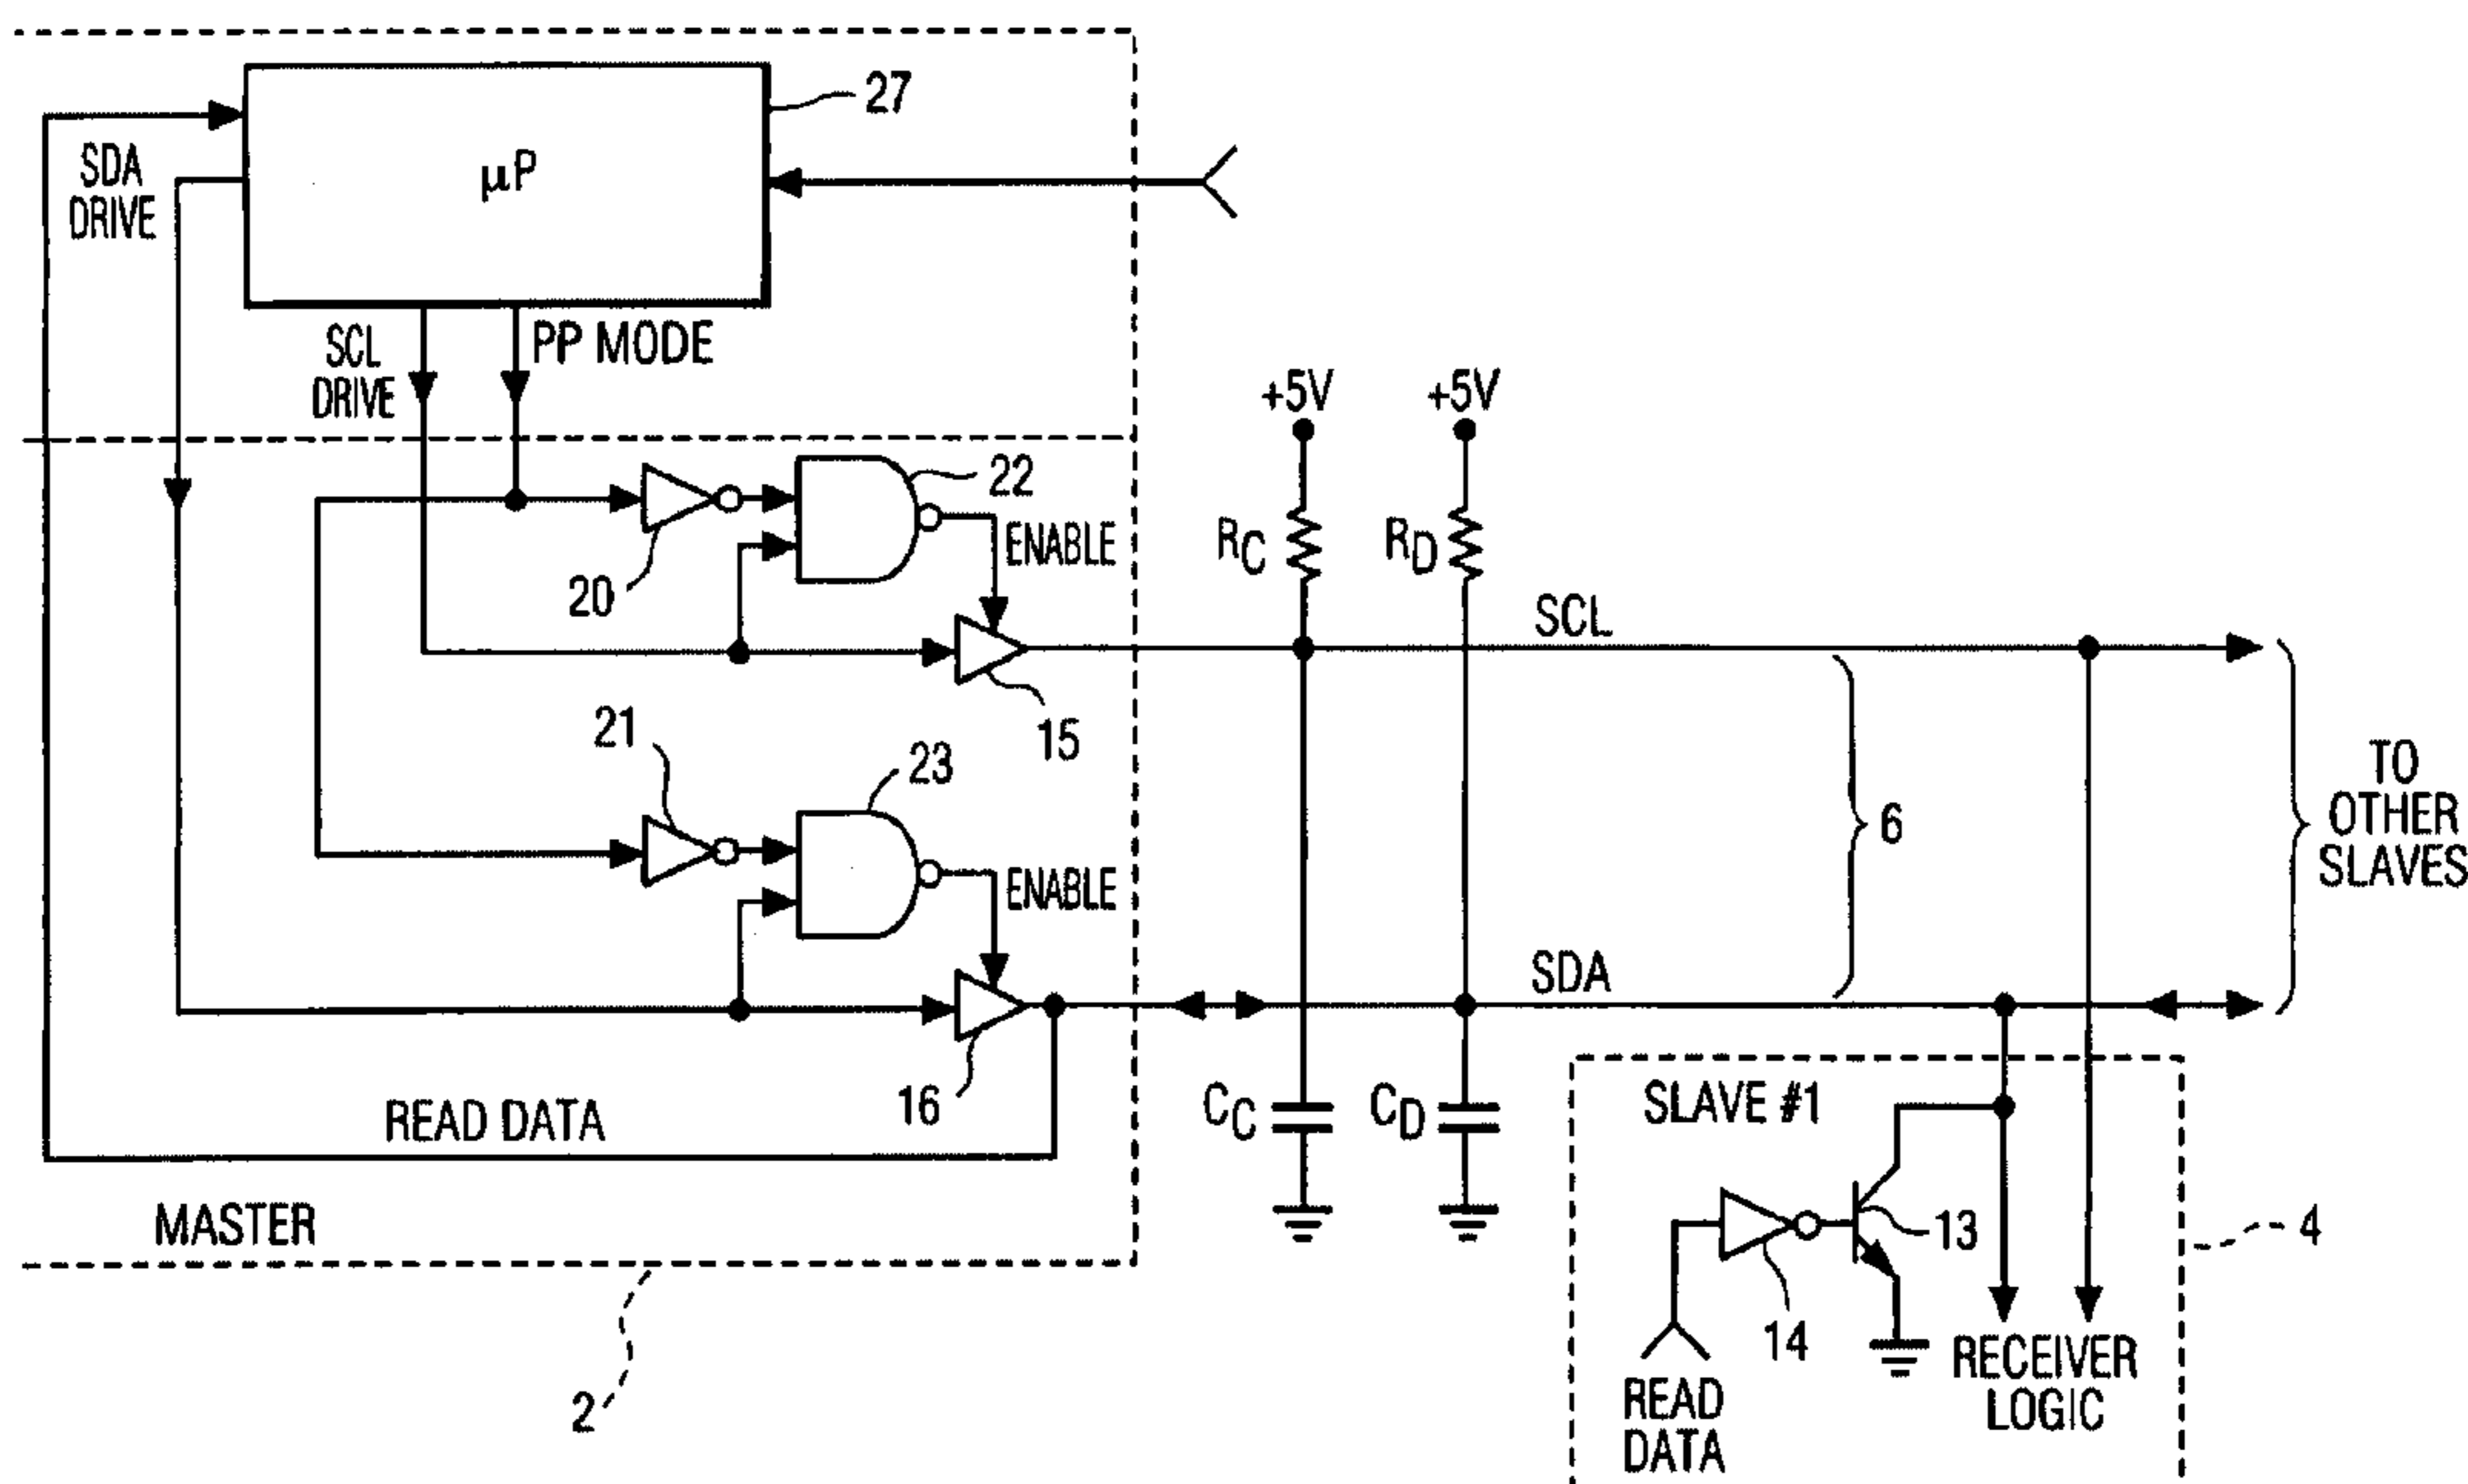 27
SDA
DRIVE
μP
SCL
DRIVE
PP MODE
+5V
+5V
22
ENABLE
RC
RD
20
SCL
15
21
23
TO
OTHER
SLAVES
6
ENABLE
SDA
16
CC
CD
SLAVE #1
READ DATA
MASTER
13
4
14
RECEIVER
LOGIC
READ
DATA
2